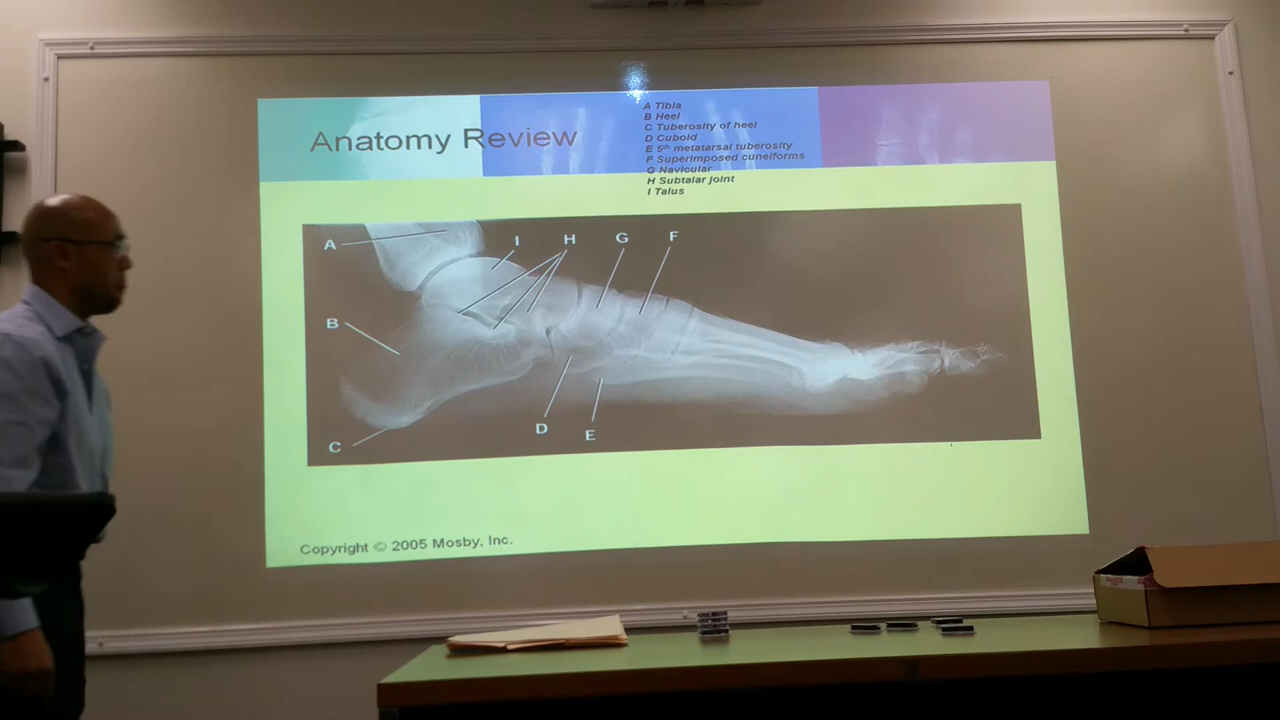 Anatomy Review
A Tibia
B Heel
C Tuberosity of heel
D Cuboid
E 5th metatarsal tuberosity
F Superimposed cuneiforms
G Navicular
H Subtalar joint
I Talus
A
I
H
G
F
B
D
E
C
Copyright © 2005 Mosby, Inc.